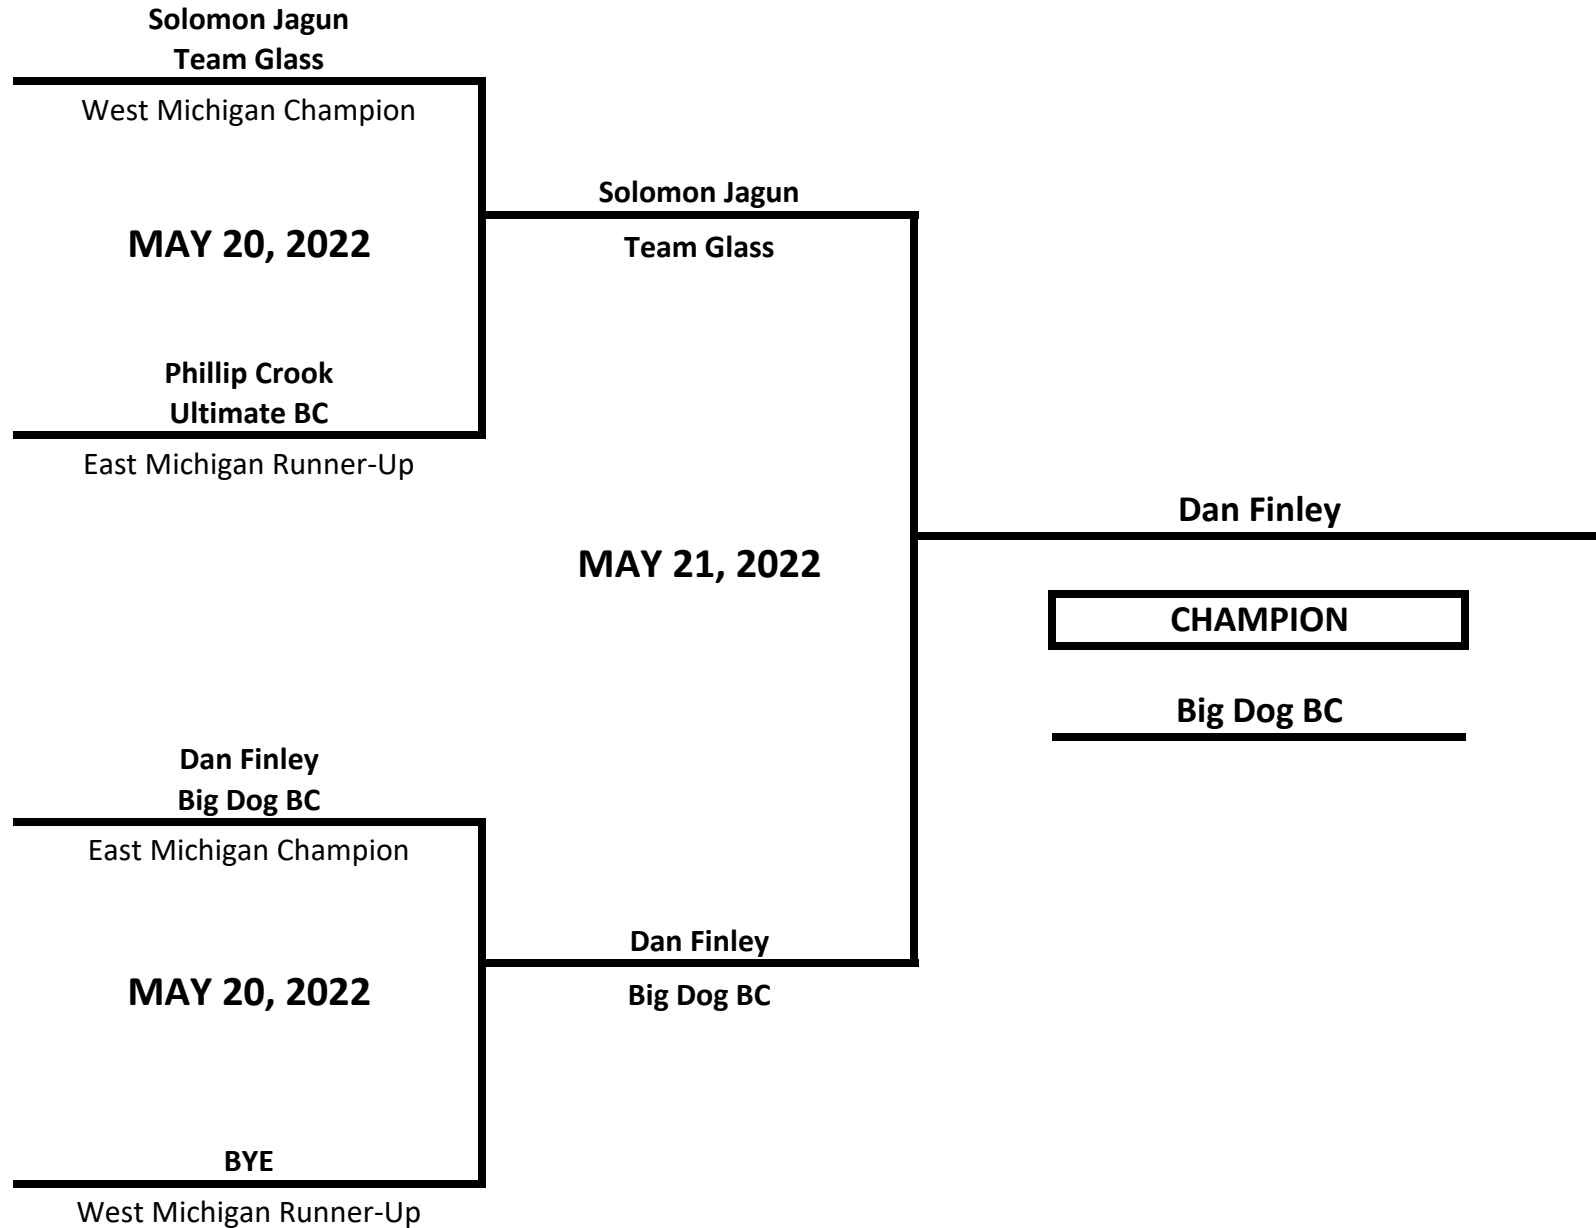 Solomon Jagun
Team Glass
West Michigan Champion
MAY 20, 2022
Phillip Crook
Ultimate BC
East Michigan Runner-Up
Solomon Jagun
Team Glass
MAY 21, 2022
Dan Finley
Big Dog BC
East Michigan Champion
MAY 20, 2022
BYE
West Michigan Runner-Up
Dan Finley
Big Dog BC
Dan Finley
CHAMPION
Big Dog BC